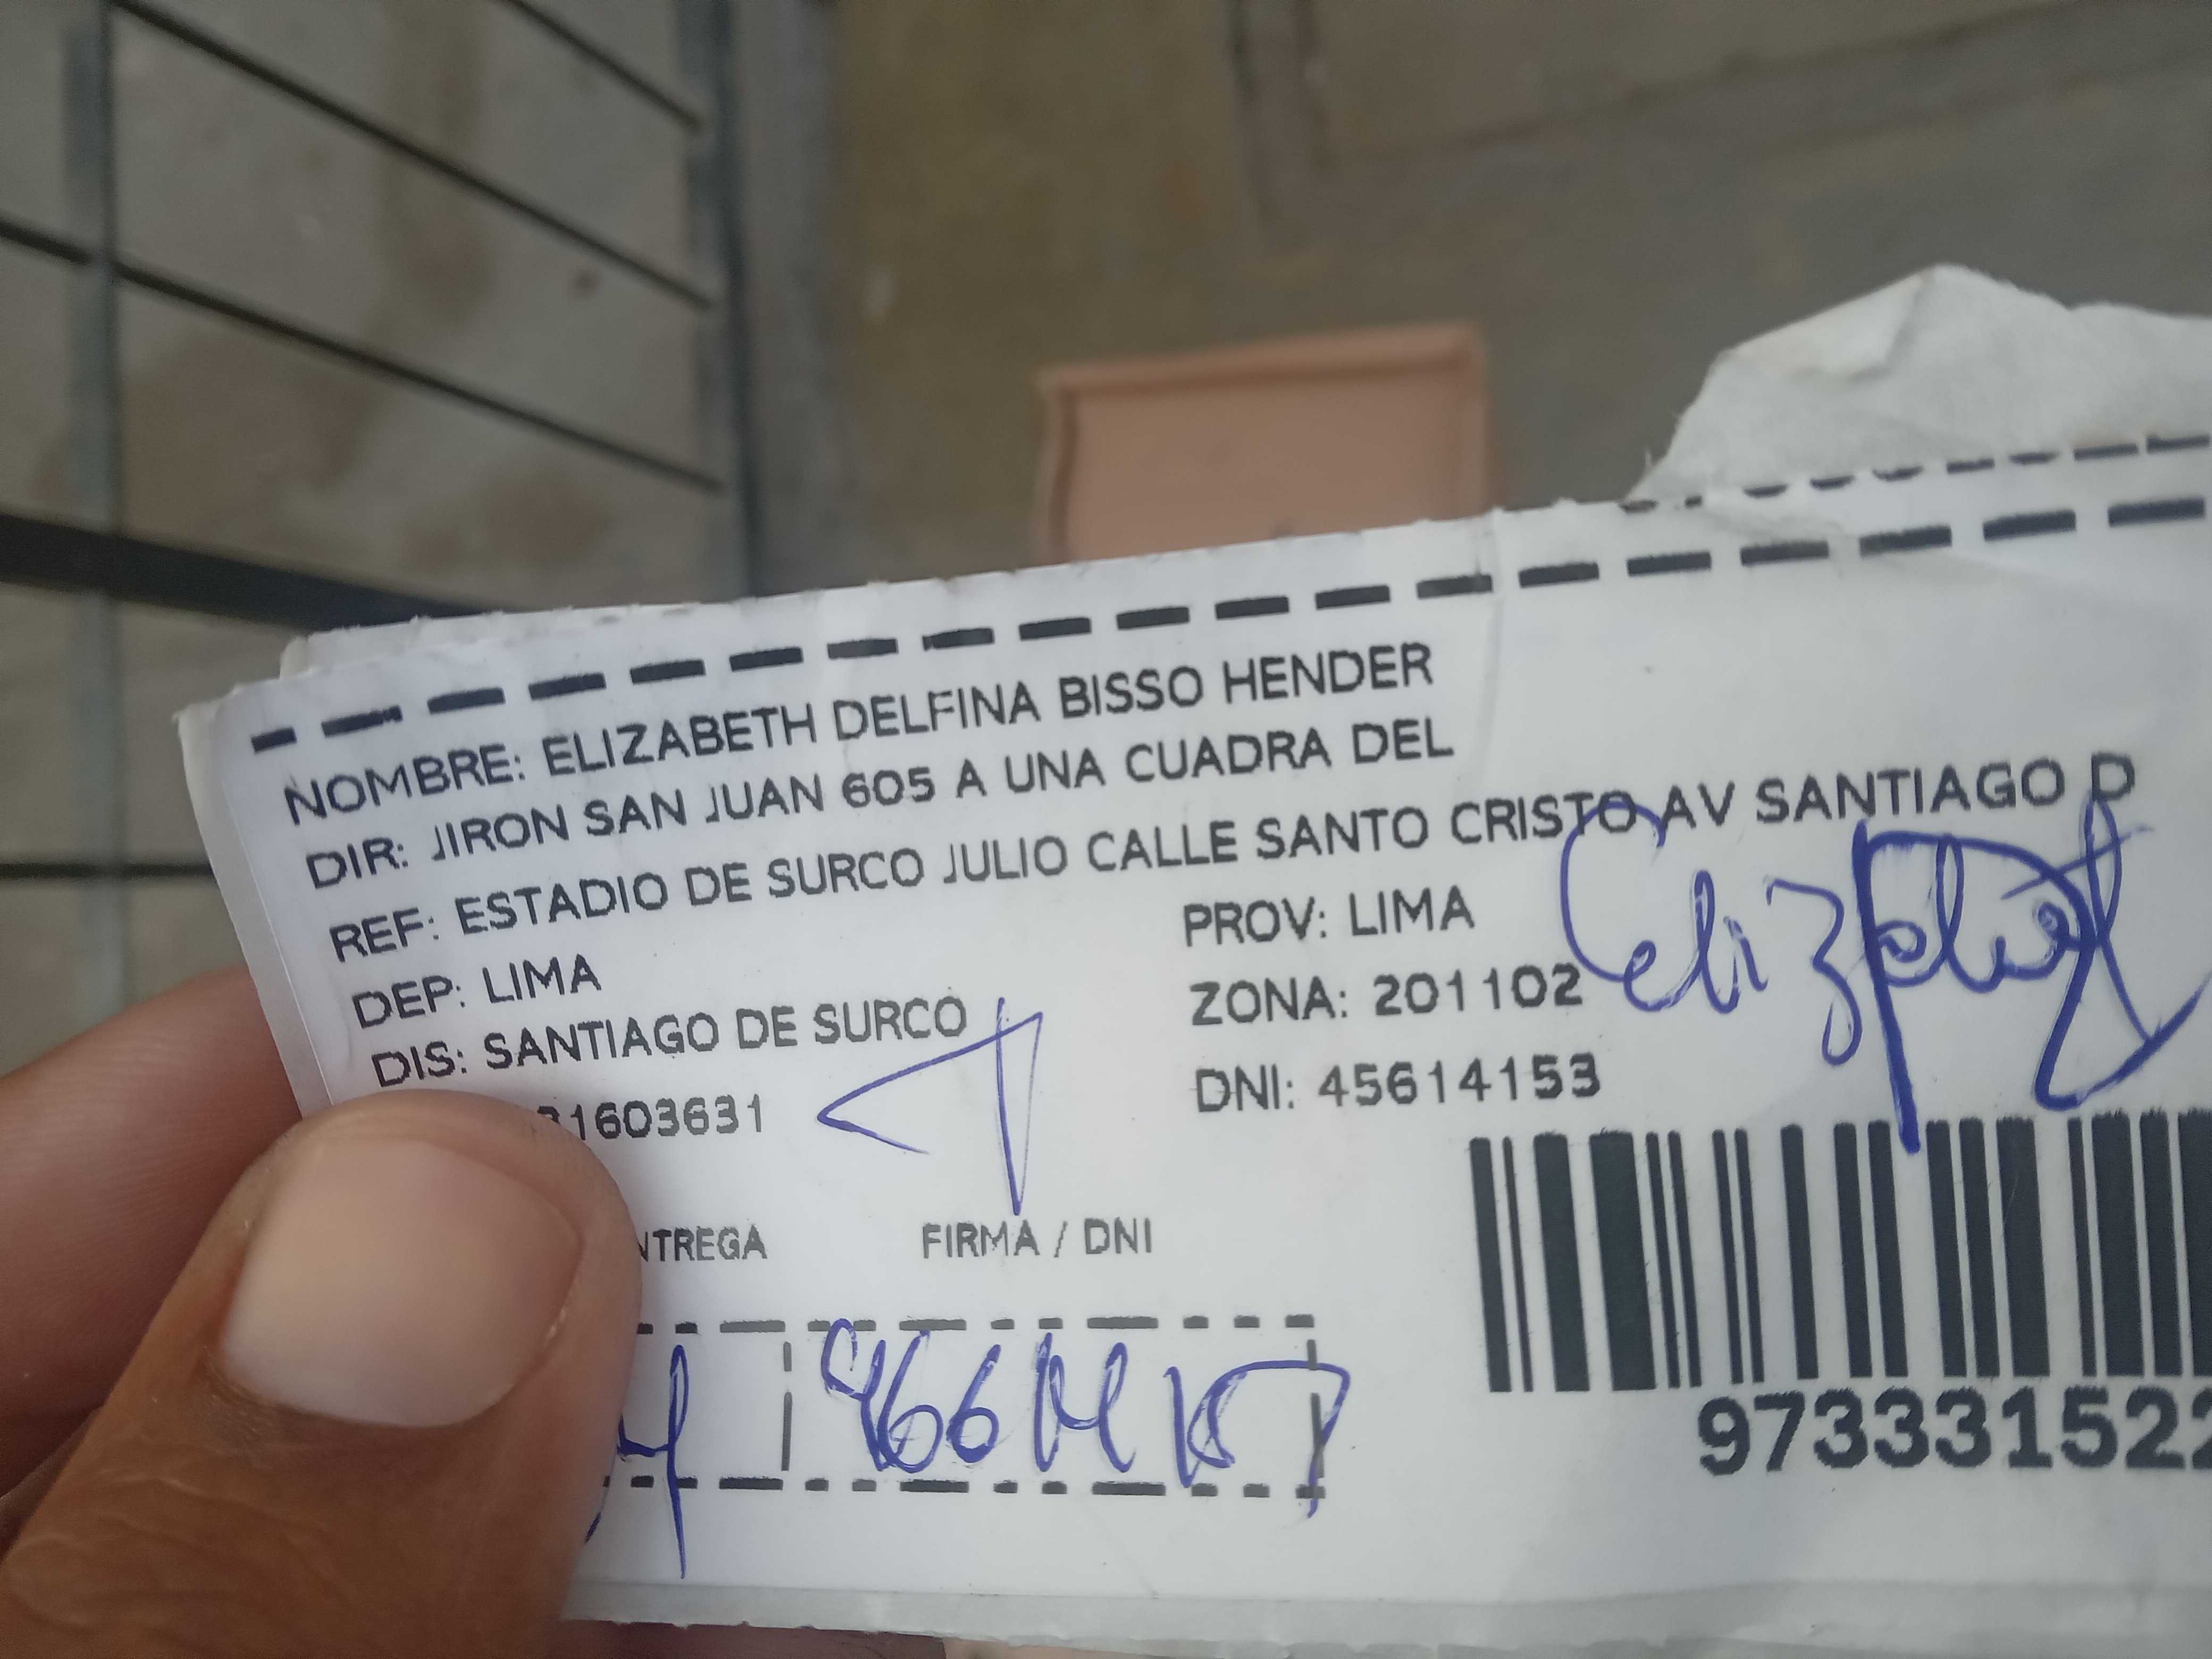 NOMBRE: ELIZABETH DELFINA BISSO HENDER
DIR: JIRON SAN JUAN 605 A UNA CUADRA DEL
REF: ESTADIO DE SURCO JULIO CALLE SANTO CRISTO AV SANTIAGO D
DEP: LIMA PROV: LIMA
DIS: SANTIAGO DE SURCO ZONA: 201102
1603631 DNI: 45614153
NTREGA FIRMA / DNI
973331522